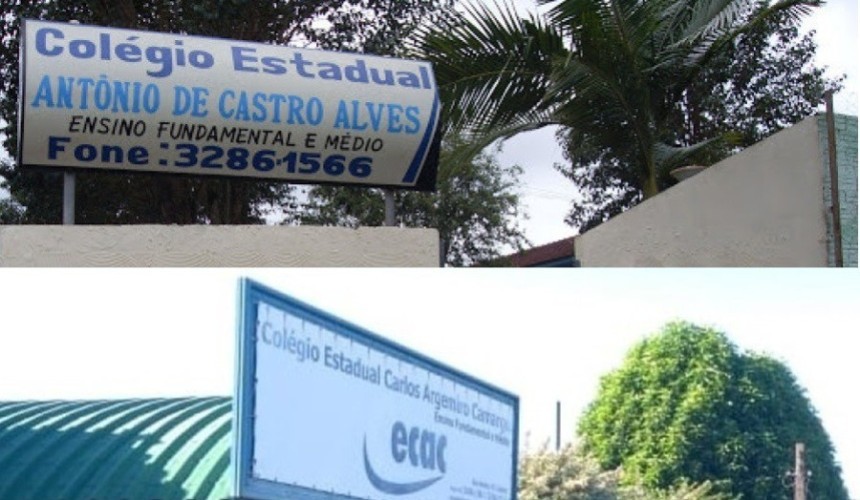 Colégio Estadual
ANTÔNIO DE CASTRO ALVES
ENSINO FUNDAMENTAL E MÉDIO
Fone:3286-1566
Colégio Estadual Carlos Argemiro Camargo
Ensino Fundamental e Médio
ecac